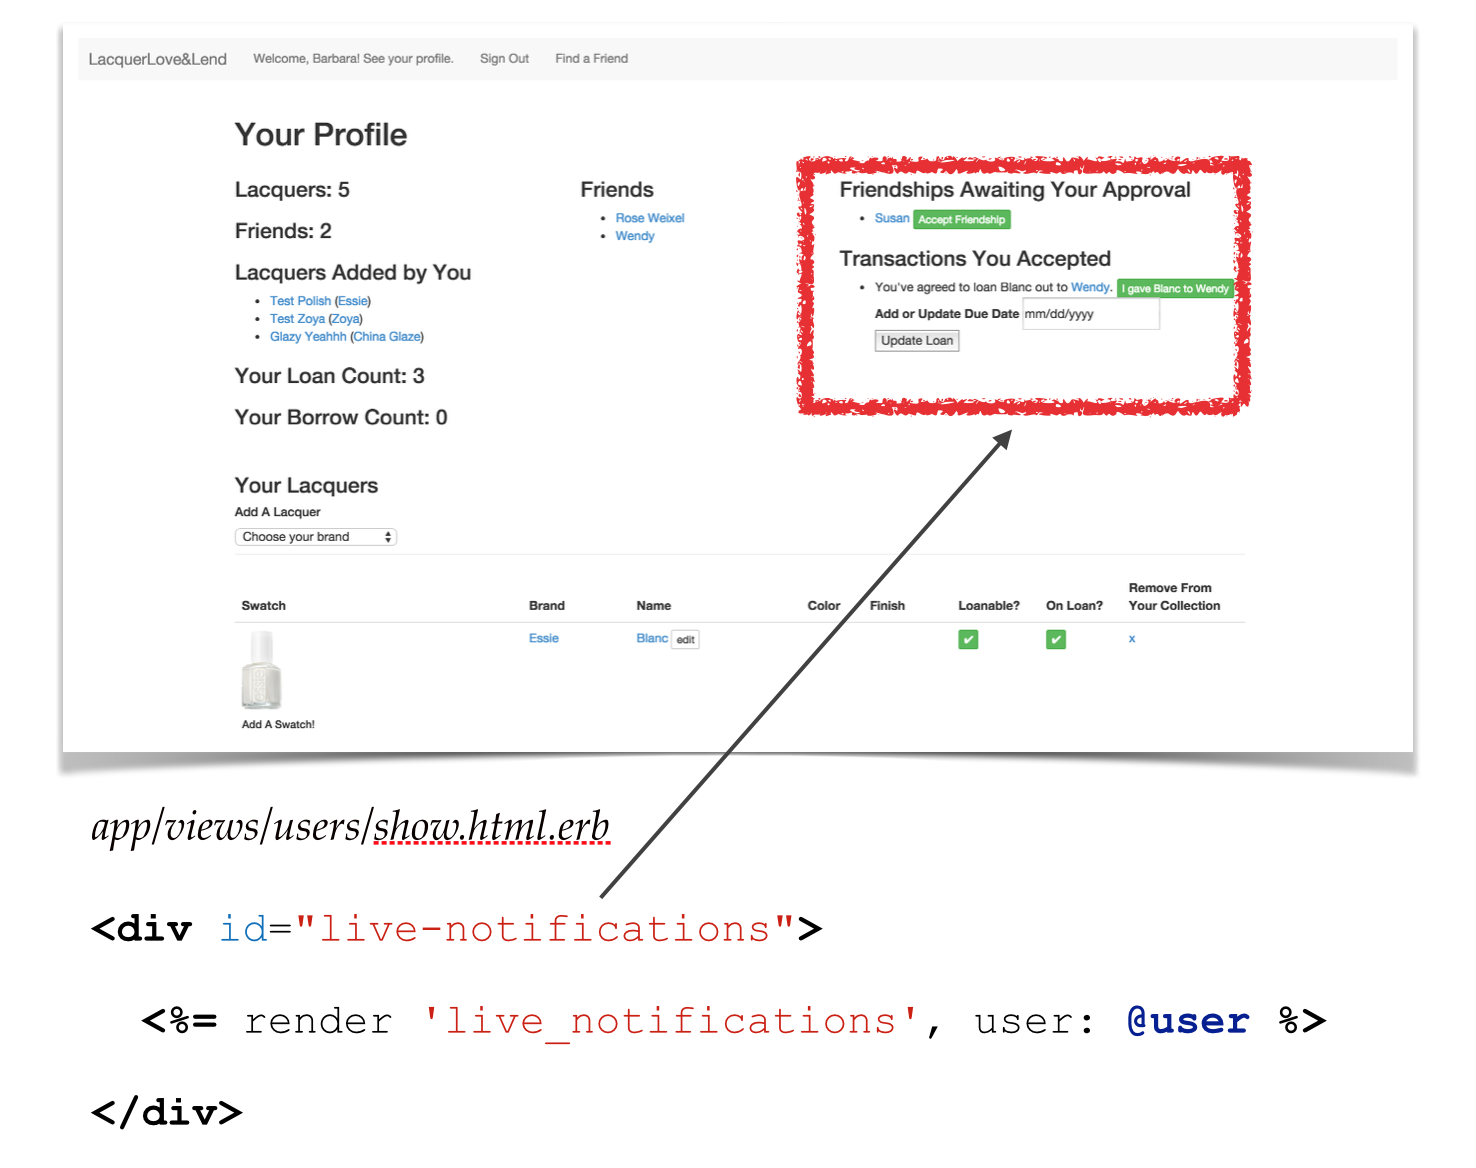 LacquerLove&Lend Welcome, Barbara! See your profile. Sign Out Find a Friend
Your Profile
Lacquers: 5
Friends: 2
Lacquers Added by You
• Test Polish (Essie)
• Test Zoya (Zoya)
• Glazy Yeahhh (China Glaze)
Your Loan Count: 3
Your Borrow Count: 0
Friends
• Rose Weixel
• Wendy
Friendships Awaiting Your Approval
• Susan Accept Friendship
Transactions You Accepted
• You've agreed to loan Blanc out to Wendy. I gave Blanc to Wendy
Add or Update Due Date mm/dd/yyyy
Update Loan
Your Lacquers
Add A Lacquer
Choose your brand
Swatch Brand Name Color Finish Loanable? On Loan? Remove From
Your Collection
Essie Blanc edit ✔ ✔ x
essie
Add A Swatch!
app/views/users/show.html.erb
<div id="live-notifications">
<%= render 'live_notifications', user: @user %>
</div>